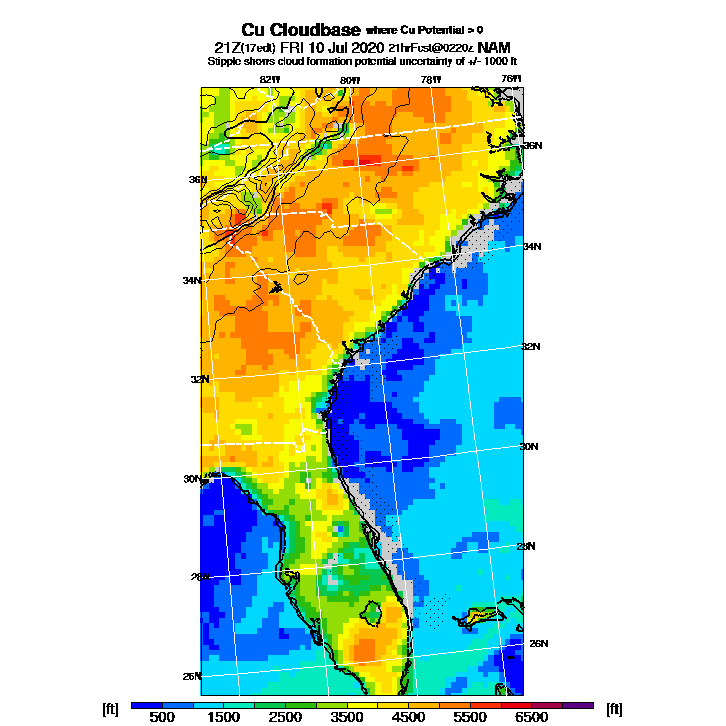 Cu Cloudbase where Cu Potential > 0
21Z(17edt) FRI 10 Jul 2020 21hrFcst@0220z NAM
Stipple shows cloud formation potential uncertainty of +/- 1000 ft
82W 80W 78W 76W
36N
36N
34N
34N
32N
32N
30N
30N
28N
28N
26N
26N
[ft] 500 1500 2500 3500 4500 5500 6500 [ft]